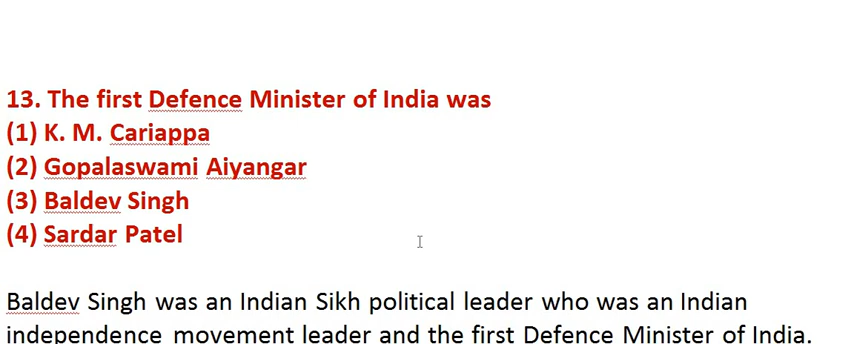 13. The first Defence Minister of India was
(1) K. M. Cariappa
(2) Gopalaswami Aiyangar
(3) Baldev Singh
(4) Sardar Patel
Baldev Singh was an Indian Sikh political leader who was an Indian
independence movement leader and the first Defence Minister of India.